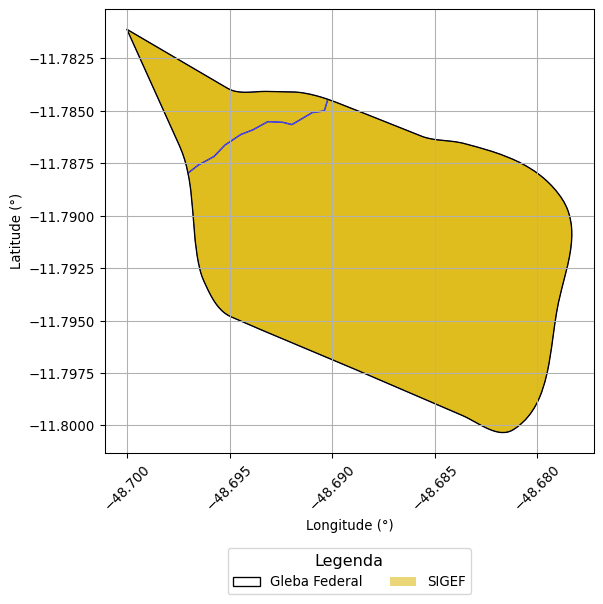 −11.7825
−11.7850
−11.7875
−11.7900
−11.7925
−11.7950
−11.7975
−11.8000
Latitude (°)
−48.700
−48.695
−48.690
−48.685
−48.680
Longitude (°)
Legenda
Gleba Federal
SIGEF